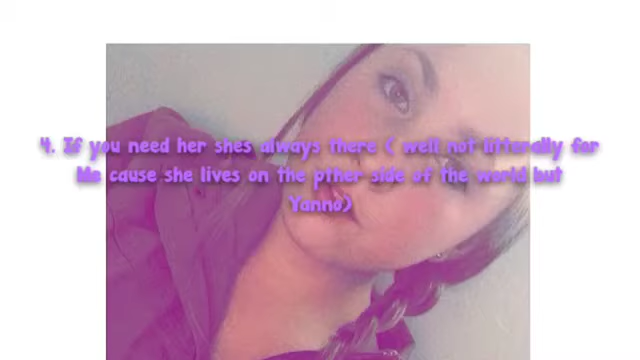 4. If you need her shes always there ( well not litterally for
Me cause she lives on the pther side of the world but
Yanno)